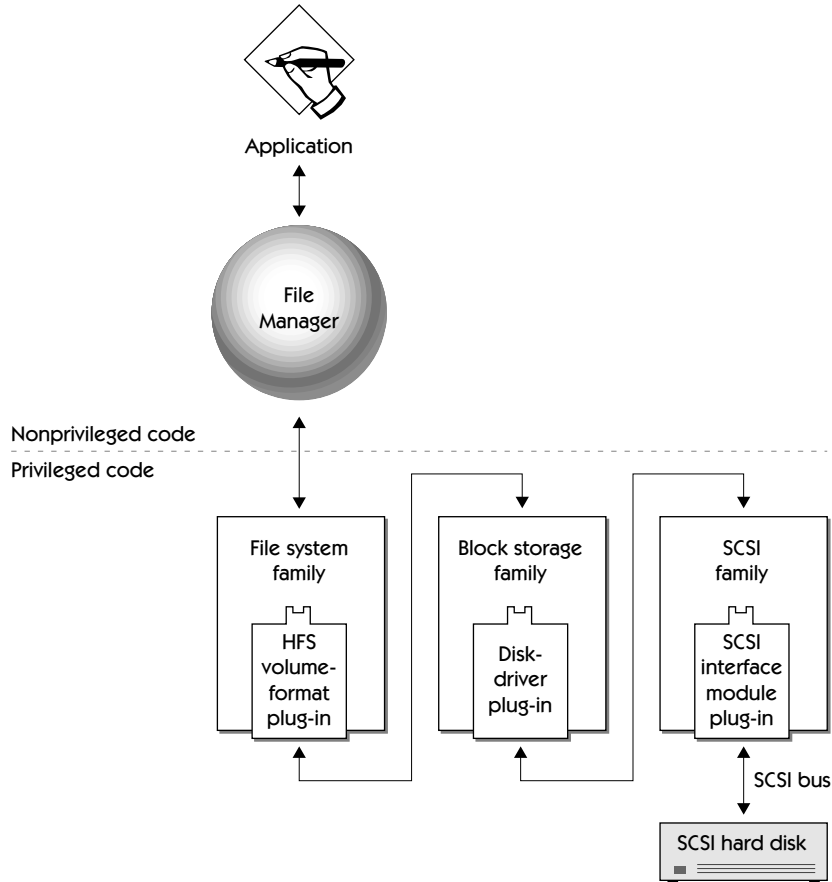 Application
File
Manager
Nonprivileged code
Privileged code
File system
family
HFS
volume-
format
plug-in
Block storage
family
Disk-
driver
plug-in
SCSI
family
SCSI
interface
module
plug-in
SCSI bus
SCSI hard disk